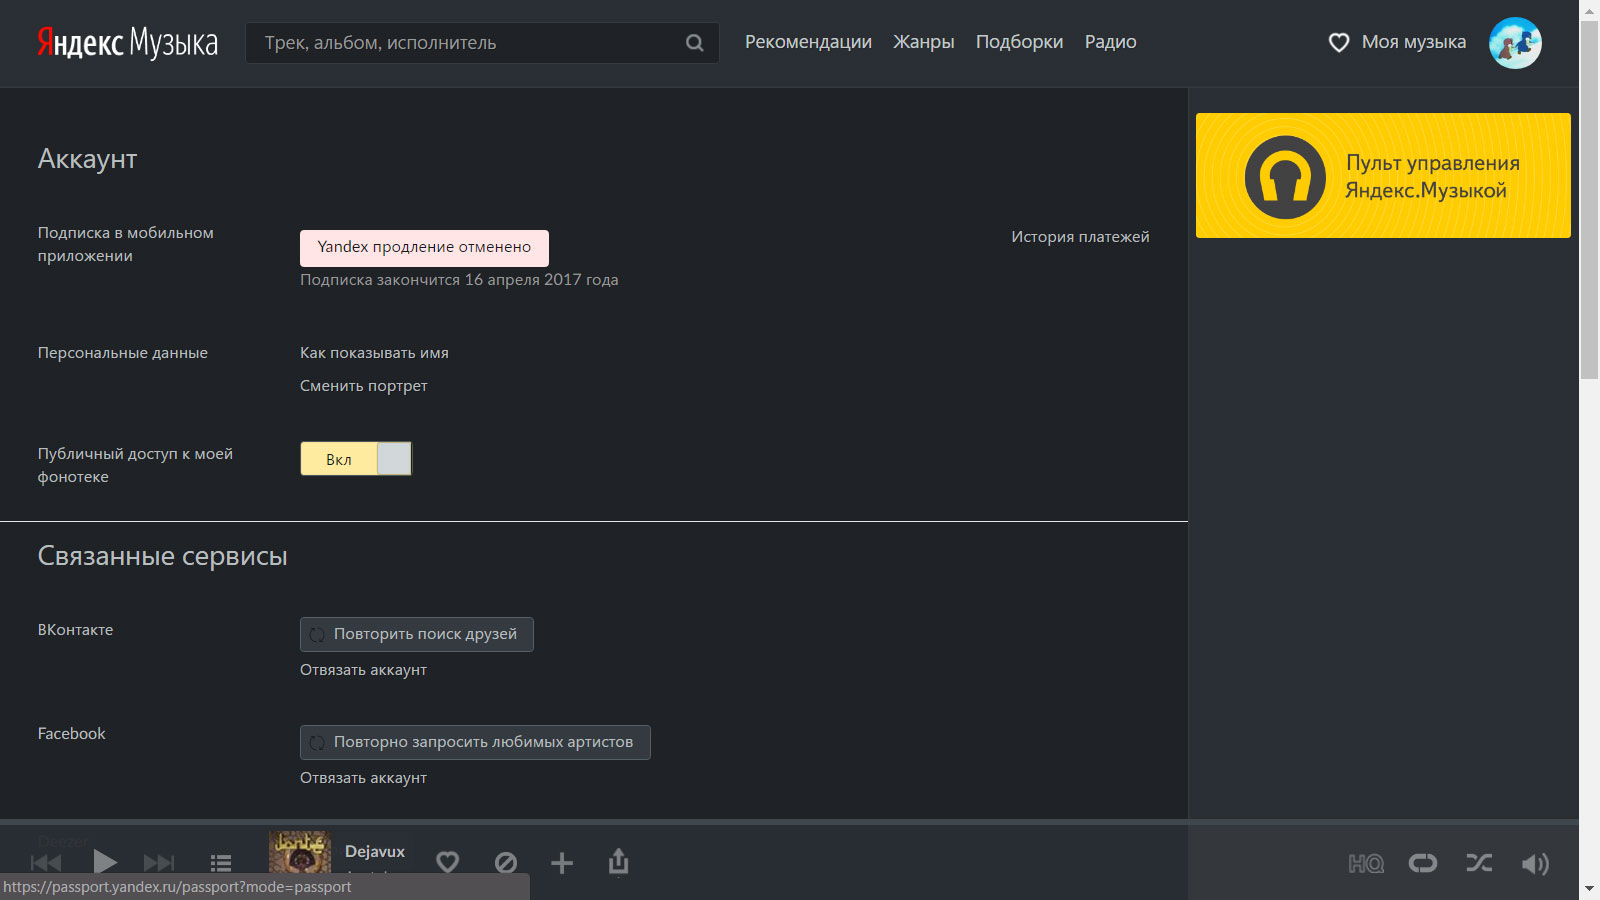 Яндекс Музыка
Трек, альбом, исполнитель
Рекомендации
Жанры
Подборки
Радио
Моя музыка
Пульт управления
Яндекс.Музыкой
Аккаунт
Подписка в мобильном
приложении
Yandex продление отменено
Подписка закончится 16 апреля 2017 года
История платежей
Персональные данные
Как показывать имя
Сменить портрет
Публичный доступ к моей
фонотеке
Вкл
Связанные сервисы
ВКонтакте
Повторить поиск друзей
Отвязать аккаунт
Facebook
Повторно запросить любимых артистов
Отвязать аккаунт
Deezer
Dejavux
HQ
https://passport.yandex.ru/passport?mode=passport